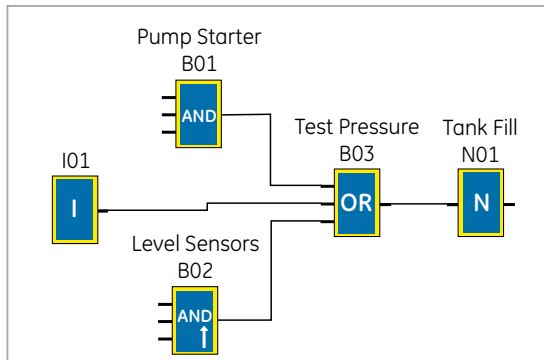 Pump Starter
B01
AND
Test Pressure
B03
OR
Tank Fill
N01
N
I01
I
Level Sensors
B02
AND